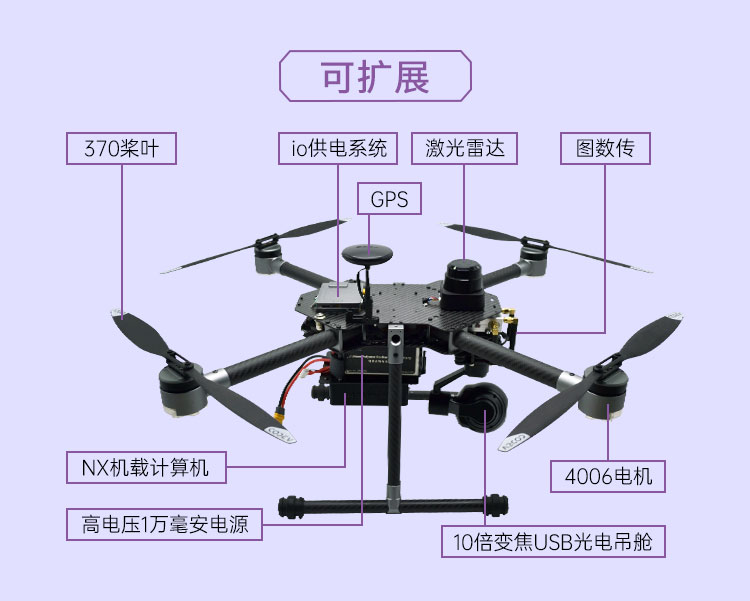 可扩展
370桨叶
io供电系统
激光雷达
图数传
GPS
NX机载计算机
4006电机
高电压1万毫安电源
10倍变焦USB光电吊舱